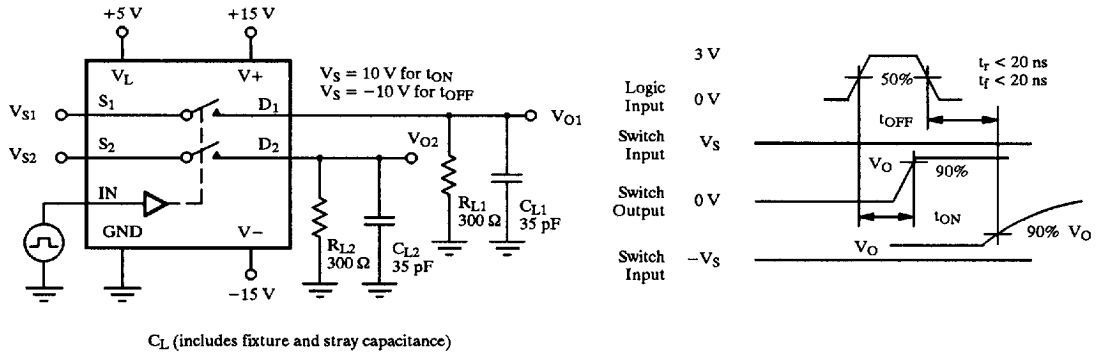 +5 V
+15 V
V_L
V+
V_S = 10 V for t_ON
V_S = −10 V for t_OFF
V_S1
S_1
D_1
V_O1
V_S2
S_2
D_2
V_O2
IN
GND
V−
R_L1
300 Ω
C_L1
35 pF
R_L2
300 Ω
C_L2
35 pF
−15 V
C_L (includes fixture and stray capacitance)
3 V
Logic
Input
0 V
50%
t_r < 20 ns
t_f < 20 ns
t_OFF
Switch
Input
V_S
V_O
90%
Switch
Output
0 V
t_ON
V_O
90% V_O
Switch
Input
−V_S